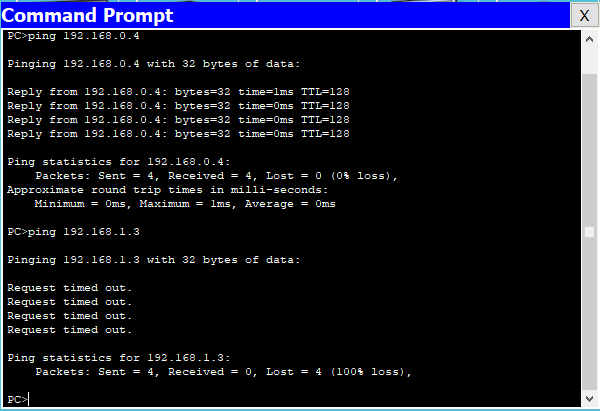 Command Prompt
X
PC>ping 192.168.0.4
Pinging 192.168.0.4 with 32 bytes of data:
Reply from 192.168.0.4: bytes=32 time=1ms TTL=128
Reply from 192.168.0.4: bytes=32 time=0ms TTL=128
Reply from 192.168.0.4: bytes=32 time=0ms TTL=128
Reply from 192.168.0.4: bytes=32 time=0ms TTL=128
Ping statistics for 192.168.0.4:
    Packets: Sent = 4, Received = 4, Lost = 0 (0% loss),
Approximate round trip times in milli-seconds:
    Minimum = 0ms, Maximum = 1ms, Average = 0ms
PC>ping 192.168.1.3
Pinging 192.168.1.3 with 32 bytes of data:
Request timed out.
Request timed out.
Request timed out.
Request timed out.
Ping statistics for 192.168.1.3:
    Packets: Sent = 4, Received = 0, Lost = 4 (100% loss),
PC>